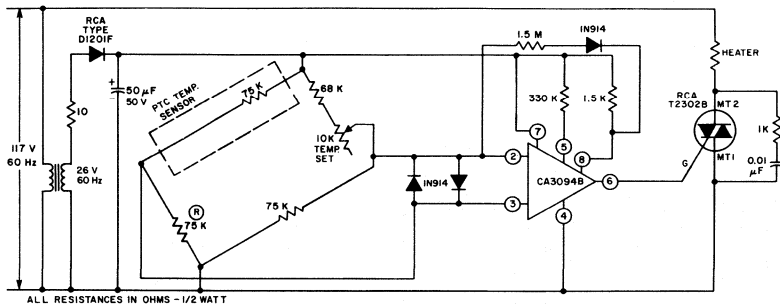 RCA
TYPE
D1201F
117 V
60 Hz
10
26 V
60 Hz
+
50 µF
50 V
PTC TEMP.
SENSOR
75 K
68 K
10K
TEMP
SET
R
75 K
75 K
1N914
1.5 M
1N914
330 K
1.5 K
7
5
8
2
3
CA3094B
6
4
HEATER
RCA
T2302B
MT2
MT1
G
1K
0.01
µF
ALL RESISTANCES IN OHMS - 1/2 WATT